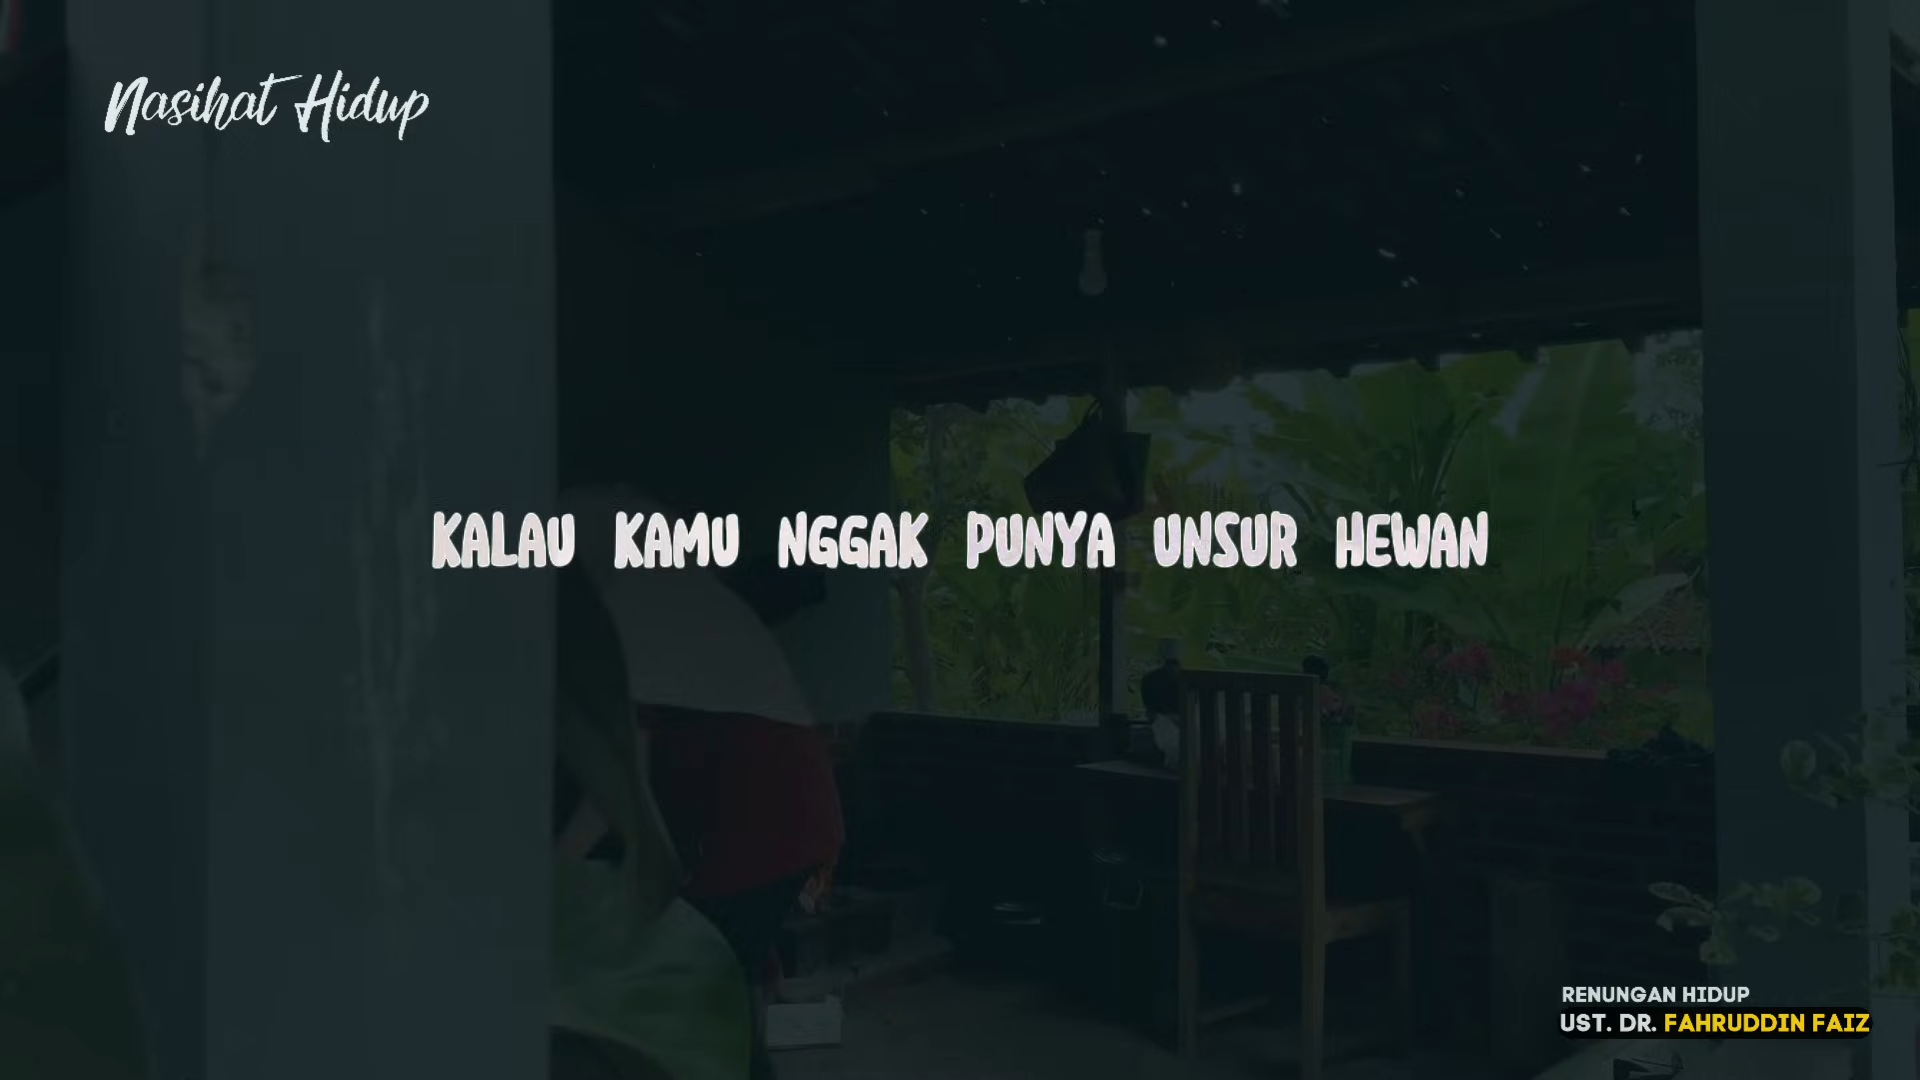 Nasihat Hidup
KALAU KAMU NGGAK PUNYA UNSUR HEWAN
RENUNGAN HIDUP
UST. DR. FAHRUDDIN FAIZ